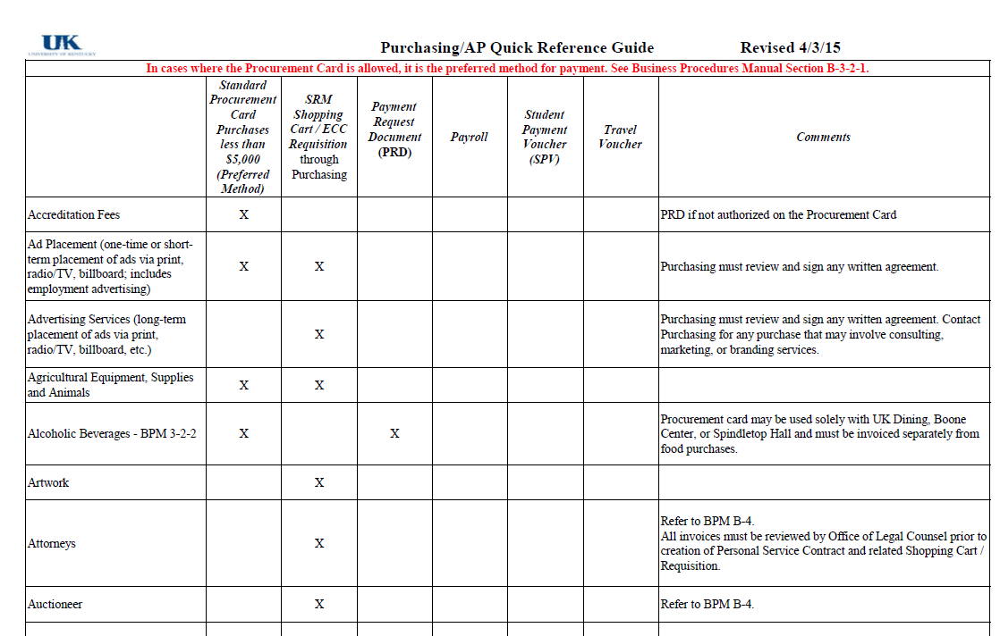 UK
UNIVERSITY OF KENTUCKY
Purchasing/AP Quick Reference Guide Revised 4/3/15
In cases where the Procurement Card is allowed, it is the preferred method for payment. See Business Procedures Manual Section B-3-2-1.
Standard
Procurement
Card
Purchases
less than
$5,000
(Preferred
Method)
SRM
Shopping
Cart / ECC
Requisition
through
Purchasing
Payment
Request
Document
(PRD)
Payroll
Student
Payment
Voucher
(SPV)
Travel
Voucher
Comments
Accreditation Fees
X
PRD if not authorized on the Procurement Card
Ad Placement (one-time or short-
term placement of ads via print,
radio/TV, billboard; includes
employment advertising)
X
X
Purchasing must review and sign any written agreement.
Advertising Services (long-term
placement of ads via print,
radio/TV, billboard, etc.)
X
Purchasing must review and sign any written agreement. Contact
Purchasing for any purchase that may involve consulting,
marketing, or branding services.
Agricultural Equipment, Supplies
and Animals
X
X
Alcoholic Beverages - BPM 3-2-2
X
X
Procurement card may be used solely with UK Dining, Boone
Center, or Spindletop Hall and must be invoiced separately from
food purchases.
Artwork
X
Attorneys
X
Refer to BPM B-4.
All invoices must be reviewed by Office of Legal Counsel prior to
creation of Personal Service Contract and related Shopping Cart /
Requisition.
Auctioneer
X
Refer to BPM B-4.